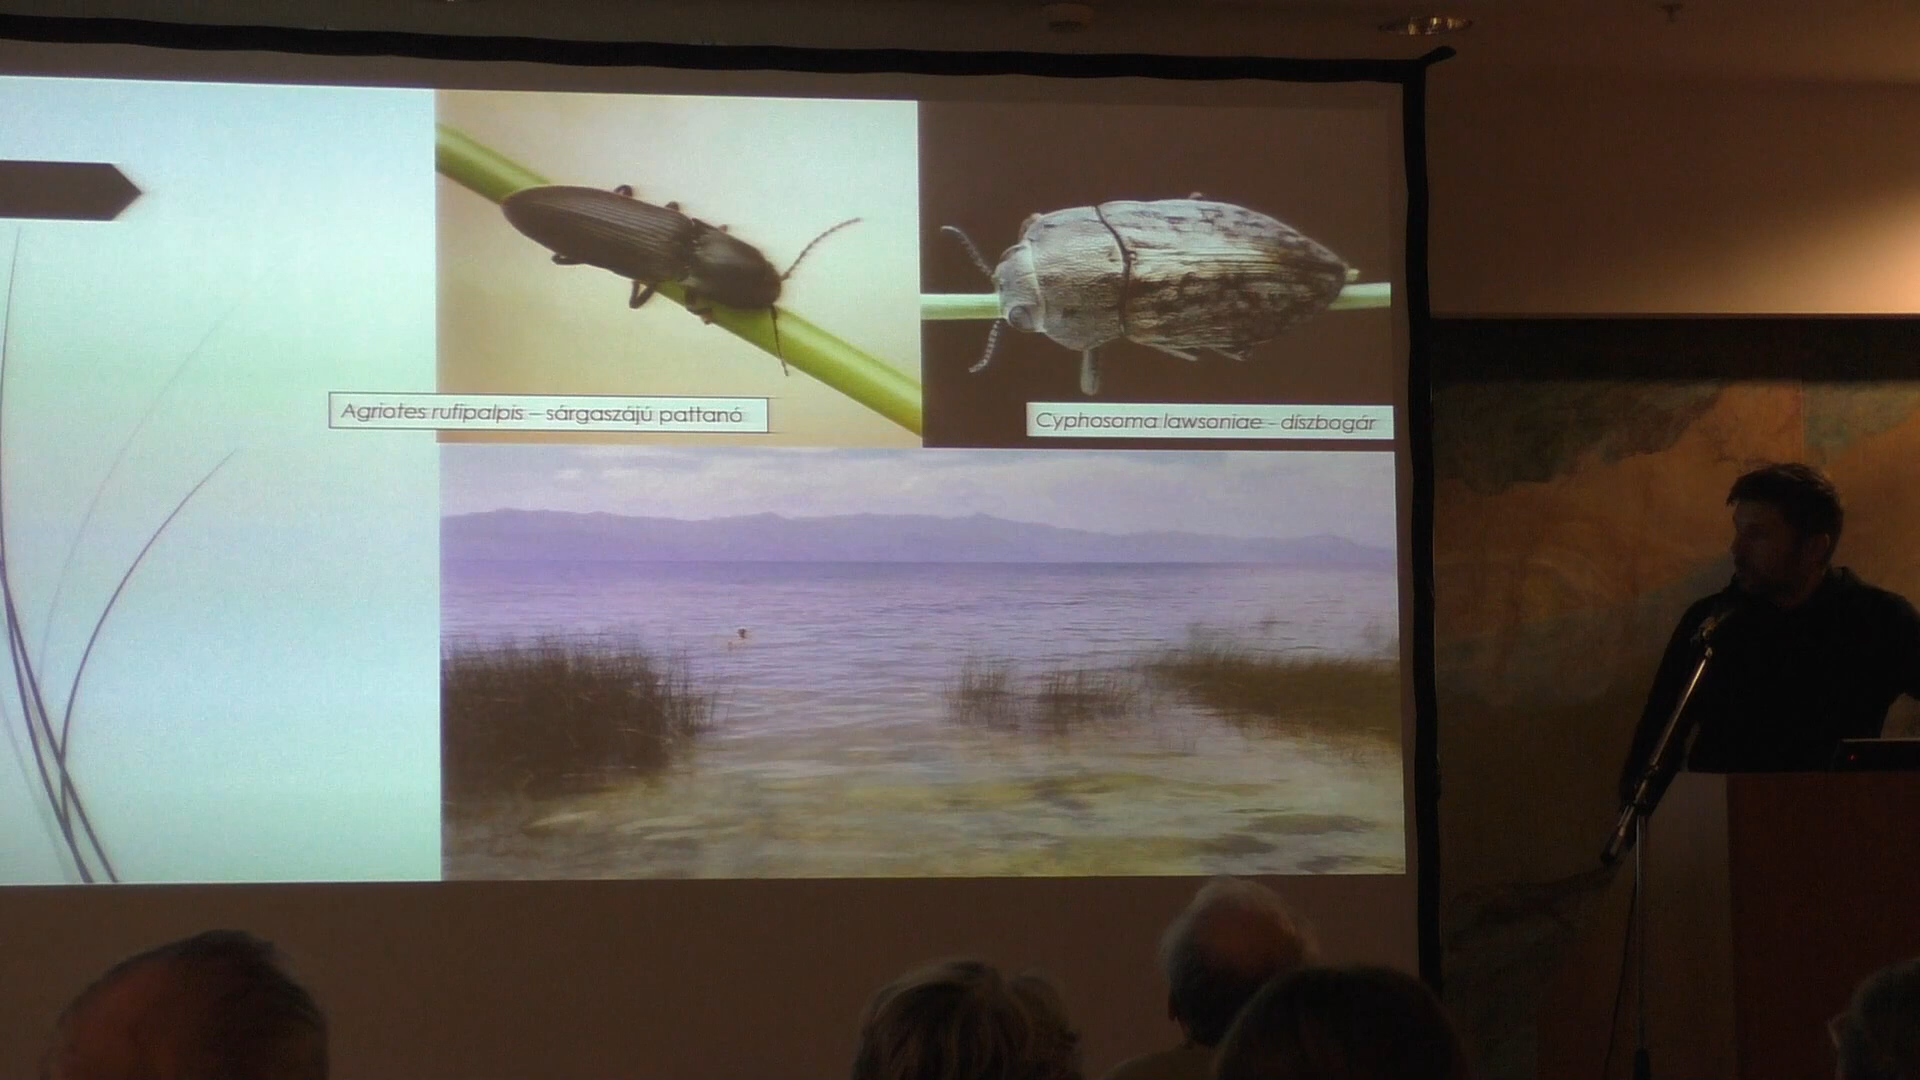 Agriotes rufipalpis – sárgaszájú pattanó
Cyphosoma lawsoniae - díszbogár